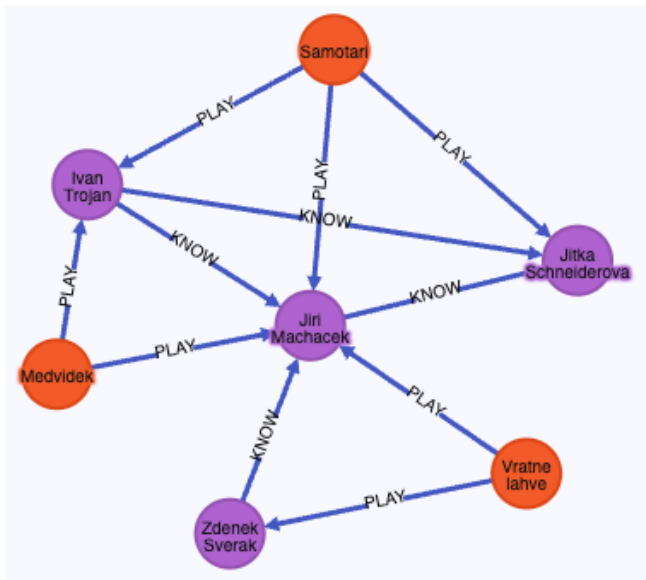 Samotari
PLAY
PLAY
PLAY
Ivan
Trojan
KNOW
KNOW
Jitka
Schneiderova
PLAY
KNOW
Jiri
Machacek
PLAY
Medvidek
PLAY
KNOW
Vratne
lahve
PLAY
Zdenek
Sverak